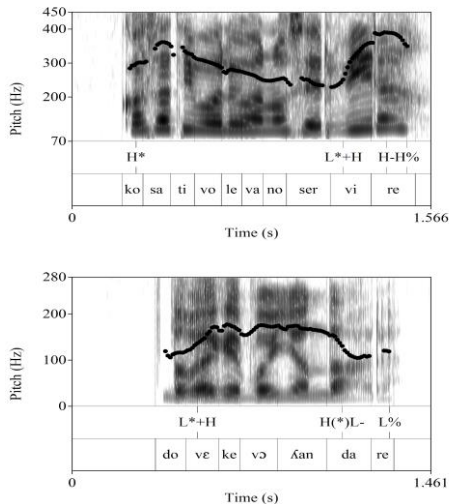 450
400
300
200
70
Pitch (Hz)
H* L*+H H-H%
ko sa ti vo le va no ser vi re
0 1.566
Time (s)
280
200
100
0
Pitch (Hz)
L*+H H(*)L- L%
do vɛ ke vɔ ʎan da re
0 1.461
Time (s)